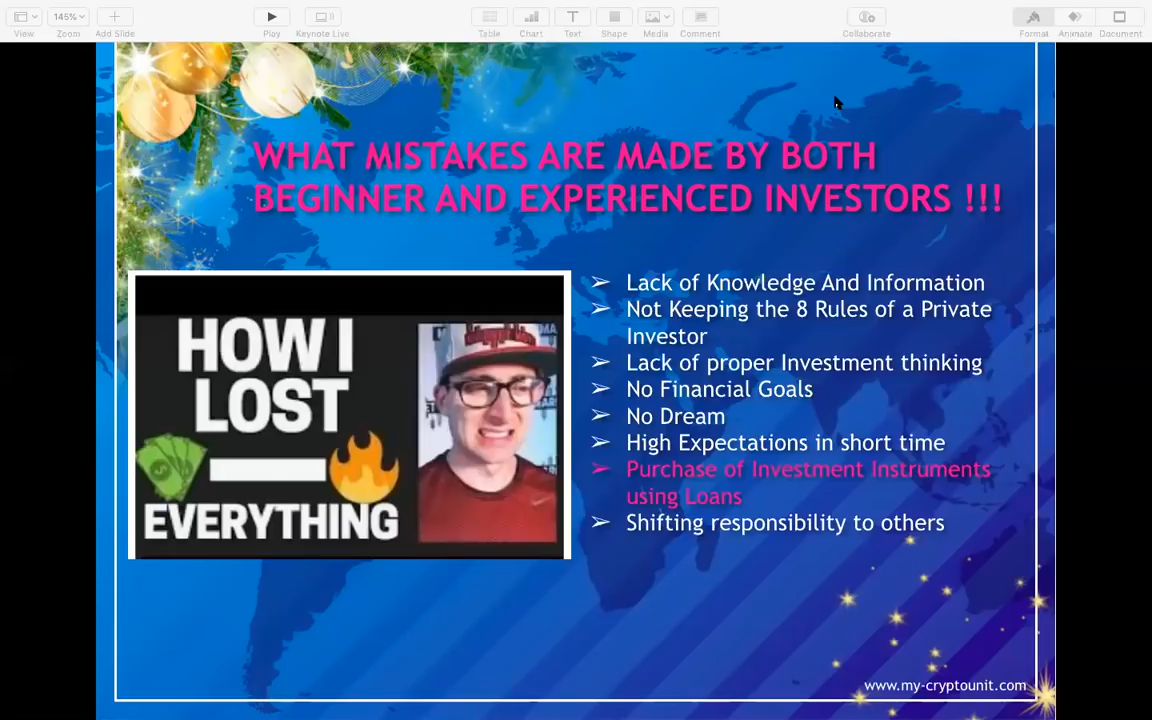 145%
View
Zoom
Add Slide
Play
Keynote Live
Table
Chart
Text
Shape
Media
Comment
Collaborate
Format
Animate
Document
WHAT MISTAKES ARE MADE BY BOTH
BEGINNER AND EXPERIENCED INVESTORS !!!
HOW I
LOST
EVERYTHING
➢ Lack of Knowledge And Information
➢ Not Keeping the 8 Rules of a Private
Investor
➢ Lack of proper Investment thinking
➢ No Financial Goals
➢ No Dream
➢ High Expectations in short time
➢ Purchase of Investment Instruments
using Loans
➢ Shifting responsibility to others
www.my-cryptounit.com